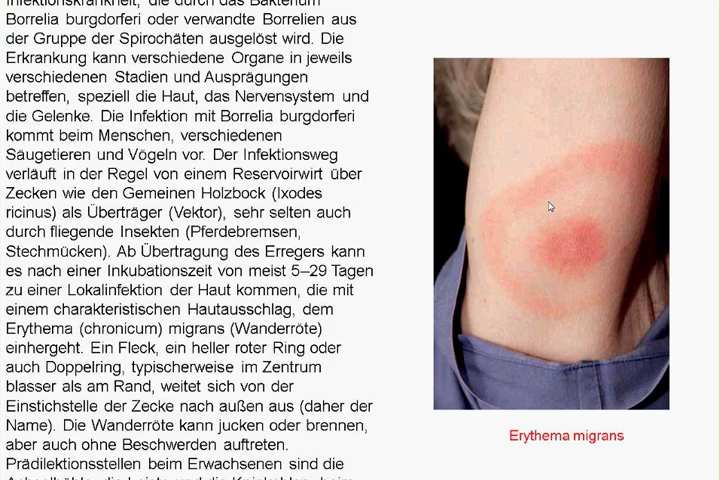 Infektionskrankheit, die durch das Bakterium
Borrelia burgdorferi oder verwandte Borrelien aus
der Gruppe der Spirochäten ausgelöst wird. Die
Erkrankung kann verschiedene Organe in jeweils
verschiedenen Stadien und Ausprägungen
betreffen, speziell die Haut, das Nervensystem und
die Gelenke. Die Infektion mit Borrelia burgdorferi
kommt beim Menschen, verschiedenen
Säugetieren und Vögeln vor. Der Infektionsweg
verläuft in der Regel von einem Reservoirwirt über
Zecken wie den Gemeinen Holzbock (Ixodes
ricinus) als Überträger (Vektor), sehr selten auch
durch fliegende Insekten (Pferdebremsen,
Stechmücken). Ab Übertragung des Erregers kann
es nach einer Inkubationszeit von meist 5–29 Tagen
zu einer Lokalinfektion der Haut kommen, die mit
einem charakteristischen Hautausschlag, dem
Erythema (chronicum) migrans (Wanderröte)
einhergeht. Ein Fleck, ein heller roter Ring oder
auch Doppelring, typischerweise im Zentrum
blasser als am Rand, weitet sich von der
Einstichstelle der Zecke nach außen aus (daher der
Name). Die Wanderröte kann jucken oder brennen,
aber auch ohne Beschwerden auftreten.
Prädilektionsstellen beim Erwachsenen sind die
Erythema migrans